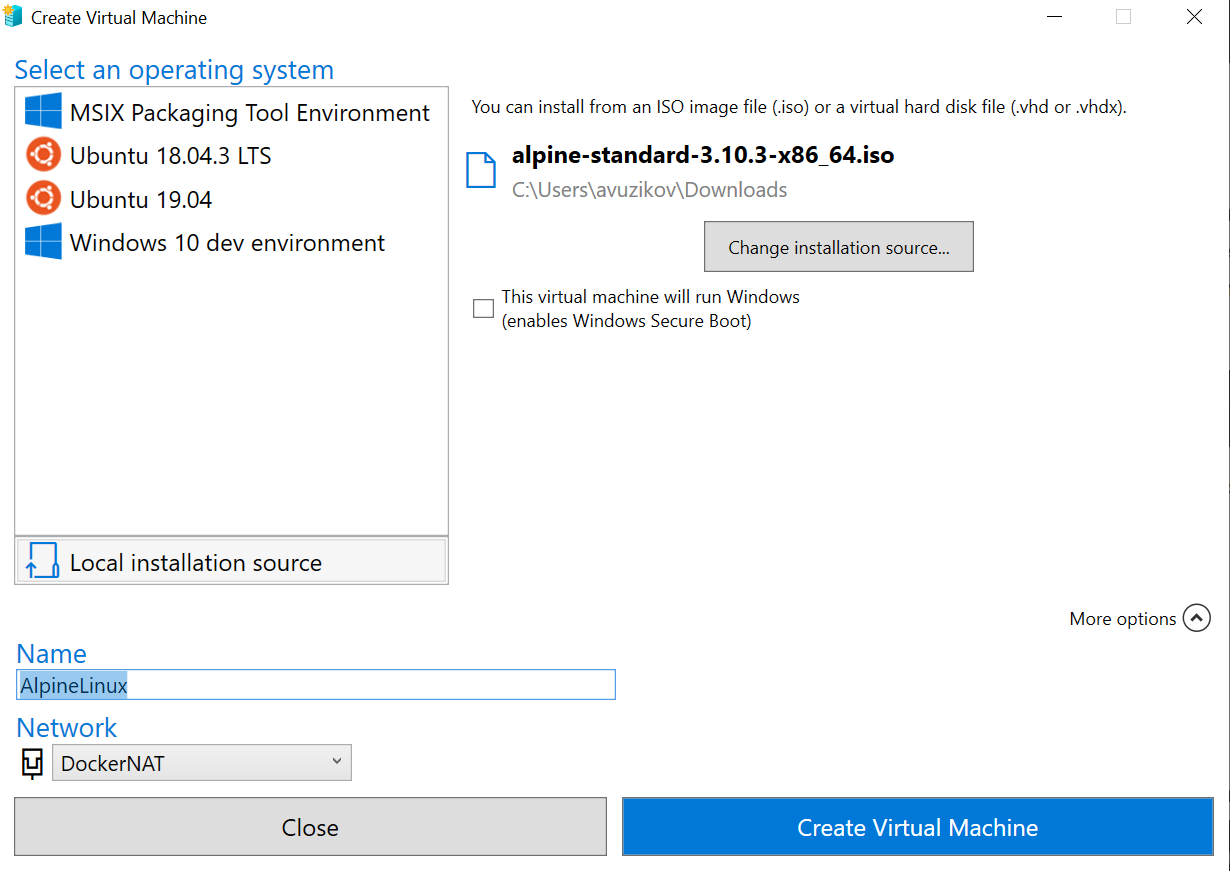 Create Virtual Machine
Select an operating system
MSIX Packaging Tool Environment
Ubuntu 18.04.3 LTS
Ubuntu 19.04
Windows 10 dev environment
Local installation source
You can install from an ISO image file (.iso) or a virtual hard disk file (.vhd or .vhdx).
alpine-standard-3.10.3-x86_64.iso
C:\Users\avuzikov\Downloads
Change installation source...
This virtual machine will run Windows
(enables Windows Secure Boot)
More options
Name
AlpineLinux
Network
DockerNAT
Close
Create Virtual Machine